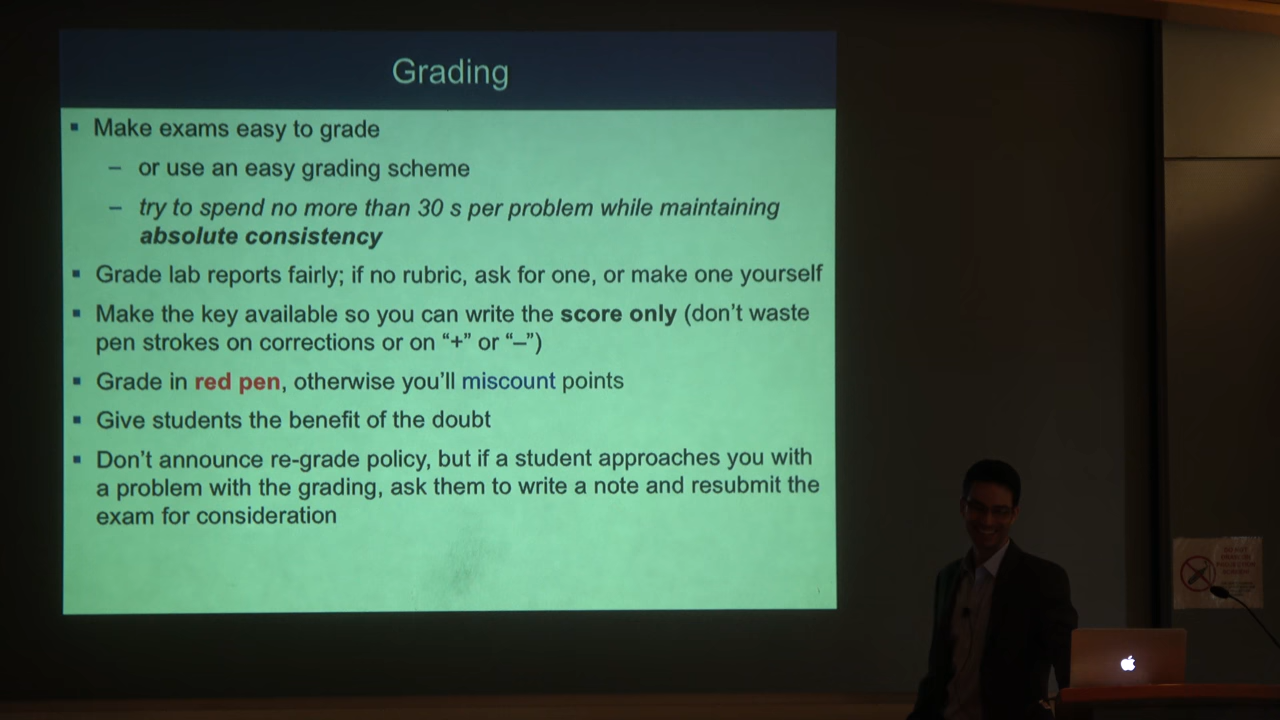 Grading
▪ Make exams easy to grade
– or use an easy grading scheme
– try to spend no more than 30 s per problem while maintaining
absolute consistency
▪ Grade lab reports fairly; if no rubric, ask for one, or make one yourself
▪ Make the key available so you can write the score only (don't waste
pen strokes on corrections or on “+” or “–”)
▪ Grade in red pen, otherwise you'll miscount points
▪ Give students the benefit of the doubt
▪ Don't announce re-grade policy, but if a student approaches you with
a problem with the grading, ask them to write a note and resubmit the
exam for consideration